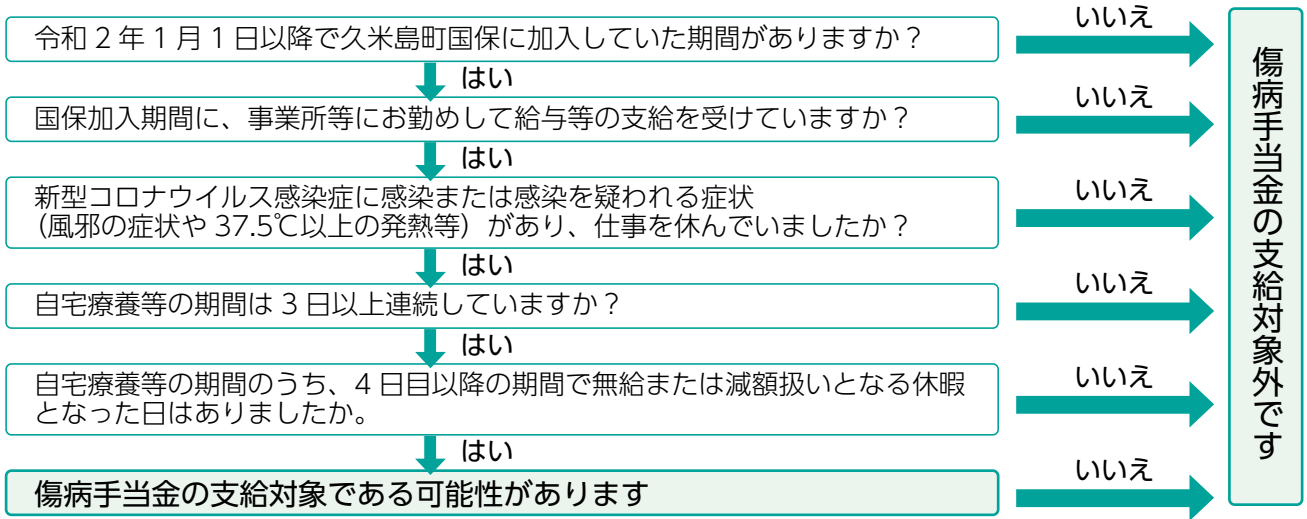 令和 2 年 1 月 1 日以降で久米島町国保に加入していた期間がありますか？
いいえ
はい
国保加入期間に、事業所等にお勤めして給与等の支給を受けていますか？
いいえ
はい
新型コロナウイルス感染症に感染または感染を疑われる症状
（風邪の症状や 37.5℃以上の発熱等）があり、仕事を休んでいましたか？
いいえ
はい
自宅療養等の期間は 3 日以上連続していますか？
いいえ
はい
自宅療養等の期間のうち、4 日目以降の期間で無給または減額扱いとなる休暇
となった日はありましたか。
いいえ
はい
傷病手当金の支給対象である可能性があります
いいえ
傷病手当金の支給対象外です